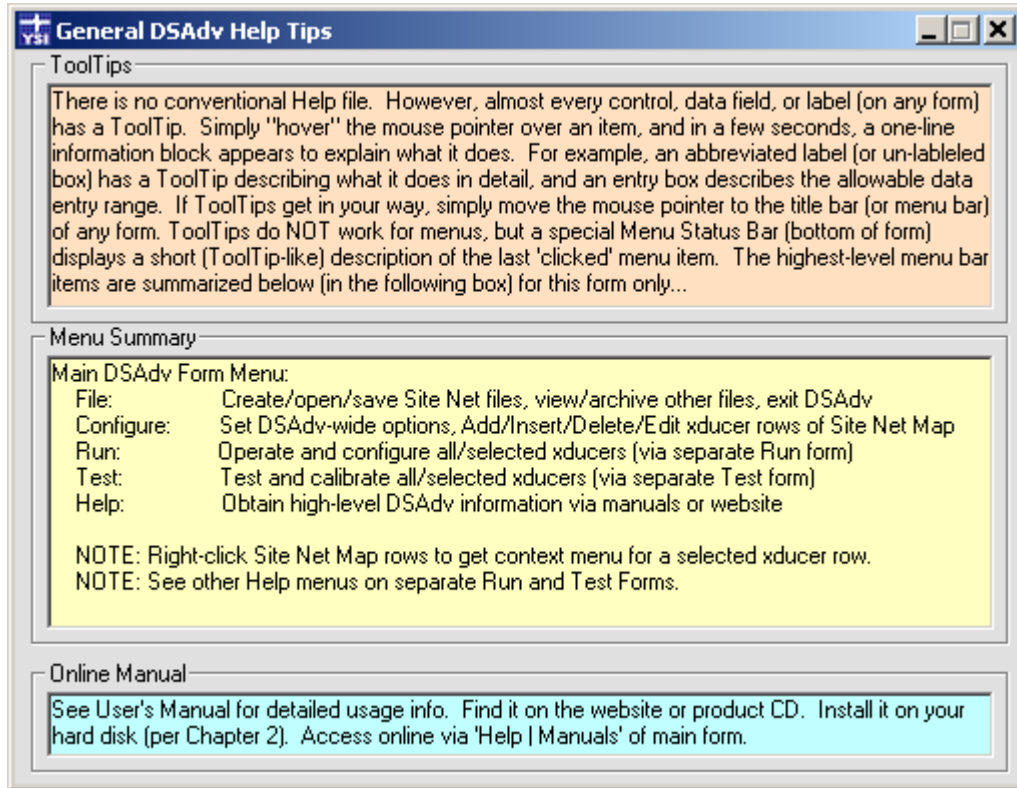 YSI General DSAdv Help Tips
ToolTips
There is no conventional Help file. However, almost every control, data field, or label (on any form)
has a ToolTip. Simply "hover" the mouse pointer over an item, and in a few seconds, a one-line
information block appears to explain what it does. For example, an abbreviated label (or un-lableled
box) has a ToolTip describing what it does in detail, and an entry box describes the allowable data
entry range. If ToolTips get in your way, simply move the mouse pointer to the title bar (or menu bar)
of any form. ToolTips do NOT work for menus, but a special Menu Status Bar (bottom of form)
displays a short (ToolTip-like) description of the last 'clicked' menu item. The highest-level menu bar
items are summarized below (in the following box) for this form only...
Menu Summary
Main DSAdv Form Menu:
File: Create/open/save Site Net files, view/archive other files, exit DSAdv
Configure: Set DSAdv-wide options, Add/Insert/Delete/Edit xducer rows of Site Net Map
Run: Operate and configure all/selected xducers (via separate Run form)
Test: Test and calibrate all/selected xducers (via separate Test form)
Help: Obtain high-level DSAdv information via manuals or website
NOTE: Right-click Site Net Map rows to get context menu for a selected xducer row.
NOTE: See other Help menus on separate Run and Test Forms.
Online Manual
See User's Manual for detailed usage info. Find it on the website or product CD. Install it on your
hard disk (per Chapter 2). Access online via 'Help | Manuals' of main form.